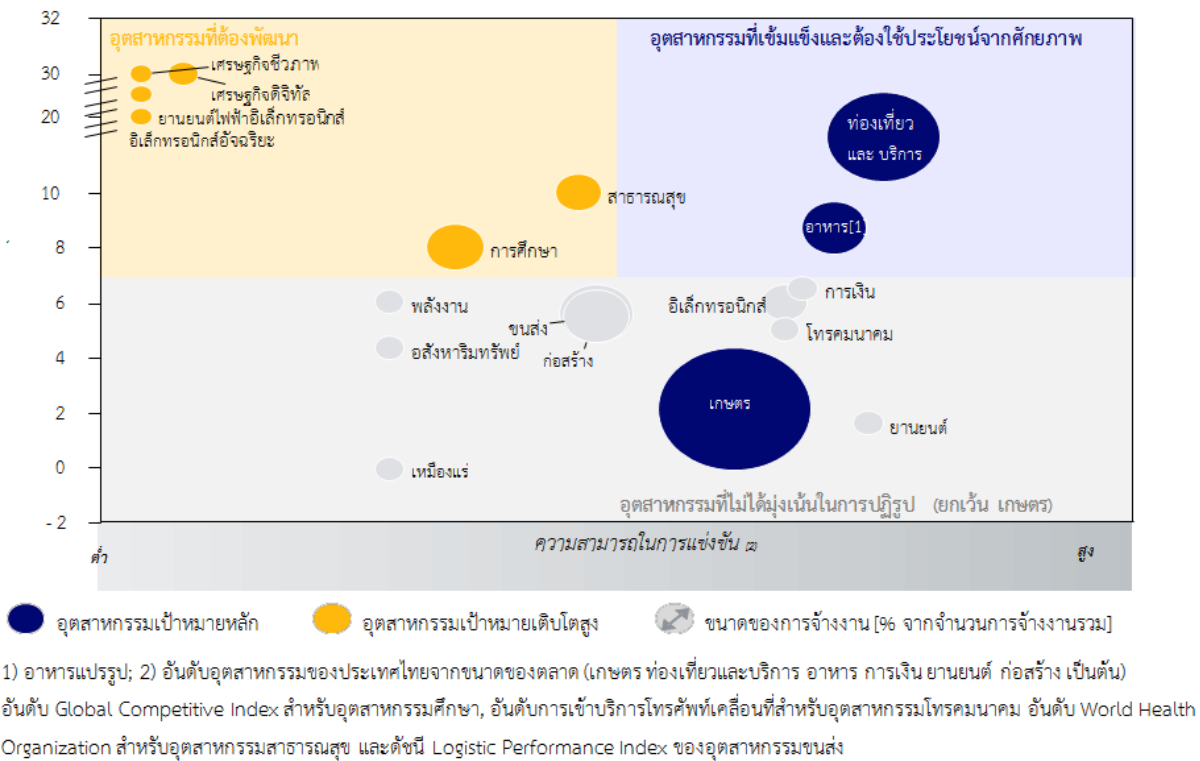 32
อุตสาหกรรมที่ต้องพัฒนา
อุตสาหกรรมที่เข้มแข็งและต้องใช้ประโยชน์จากศักยภาพ
เศรษฐกิจชีวภาพ
30
เศรษฐกิจดิจิทัล
20
ยานยนต์ไฟฟ้าอิเล็กทรอนิกส์
อิเล็กทรอนิกส์อัจฉริยะ
ท่องเที่ยว
และ บริการ
10
สาธารณสุข
อาหาร[1]
8
การศึกษา
6
พลังงาน
ขนส่ง
ก่อสร้าง
อิเล็กทรอนิกส์
การเงิน
โทรคมนาคม
4
อสังหาริมทรัพย์
เกษตร
2
ยานยนต์
0
เหมืองแร่
อุตสาหกรรมที่ไม่ได้มุ่งเน้นในการปฏิรูป (ยกเว้น เกษตร)
- 2
ต่ำ
ความสามารถในการแข่งขัน [2]
สูง
อุตสาหกรรมเป้าหมายหลัก
อุตสาหกรรมเป้าหมายเติบโตสูง
ขนาดของการจ้างงาน [% จากจำนวนการจ้างงานรวม]
1) อาหารแปรรูป; 2) อันดับอุตสาหกรรมของประเทศไทยจากขนาดของตลาด (เกษตร ท่องเที่ยวและบริการ อาหาร การเงิน ยานยนต์ ก่อสร้าง เป็นต้น)
อันดับ Global Competitive Index สำหรับอุตสาหกรรมศึกษา, อันดับการเข้าบริการโทรศัพท์เคลื่อนที่สำหรับอุตสาหกรรมโทรคมนาคม อันดับ World Health
Organization สำหรับอุตสาหกรรมสาธารณสุข และดัชนี Logistic Performance Index ของอุตสาหกรรมขนส่ง